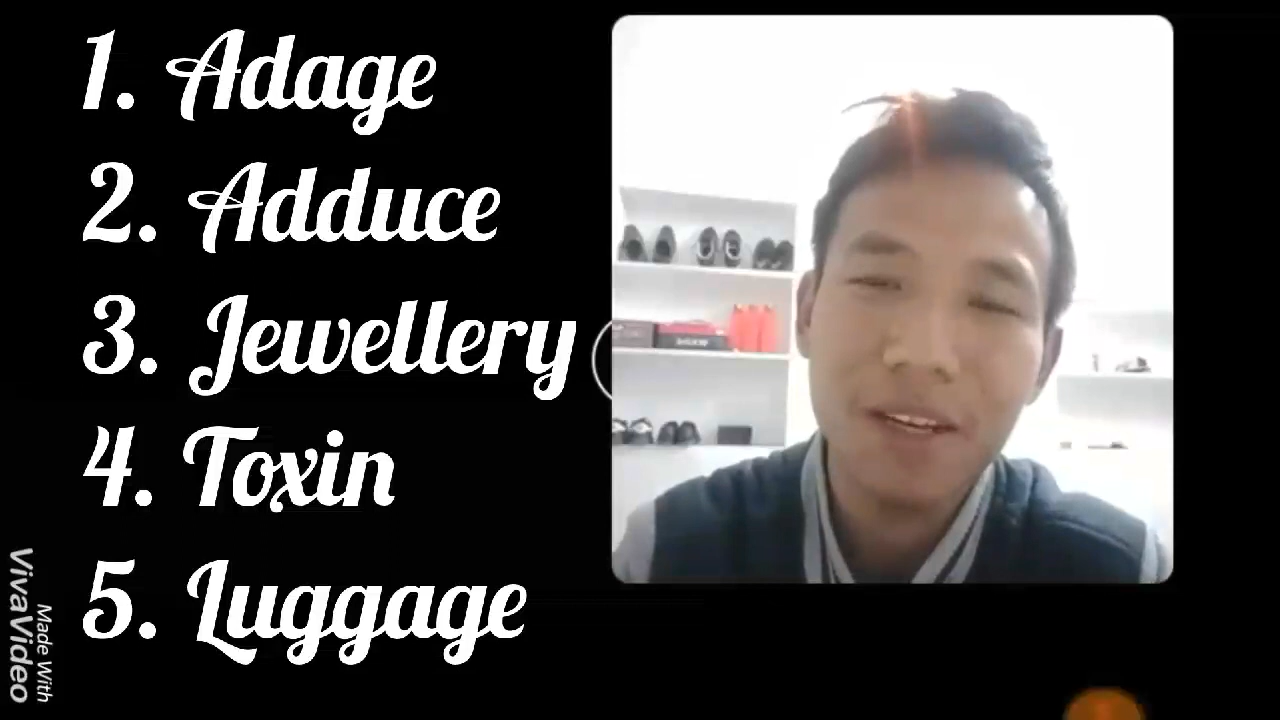 1. Adage
2. Adduce
3. Jewellery
4. Toxin
5. Luggage
Made With
VivaVideo